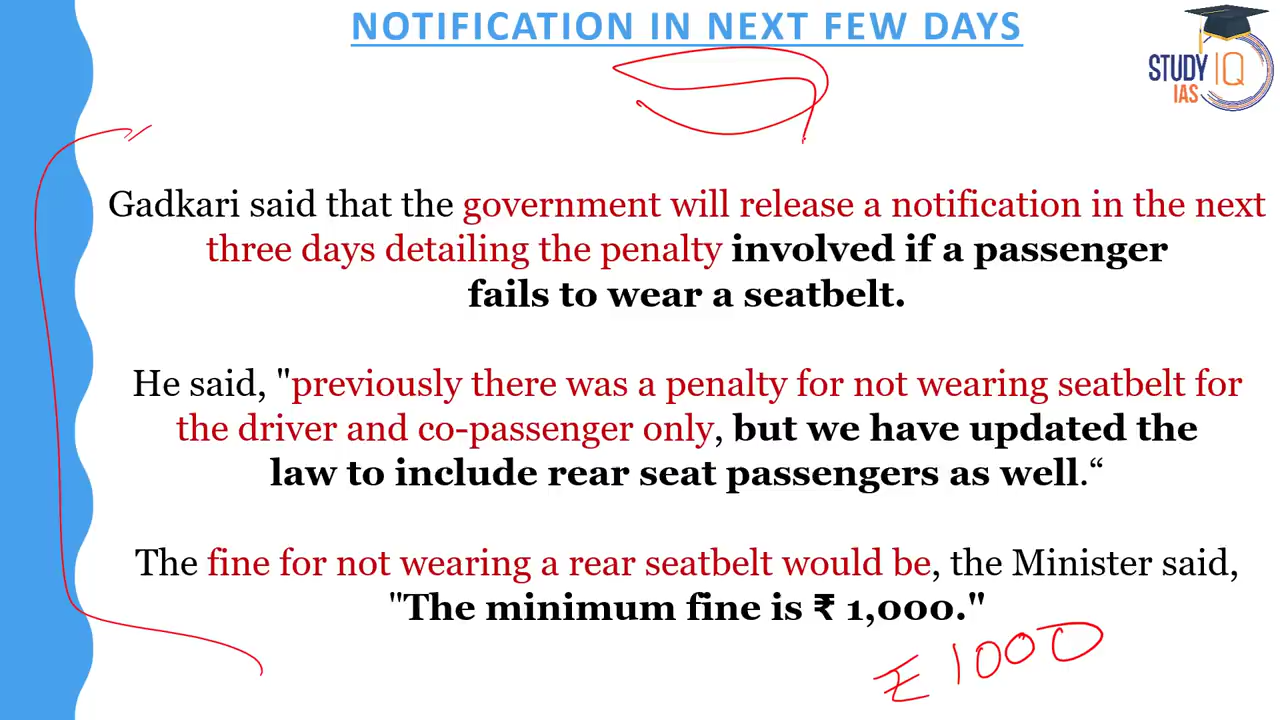 NOTIFICATION IN NEXT FEW DAYS
STUDY IQ
IAS
Gadkari said that the government will release a notification in the next
three days detailing the penalty involved if a passenger
fails to wear a seatbelt.
He said, "previously there was a penalty for not wearing seatbelt for
the driver and co-passenger only, but we have updated the
law to include rear seat passengers as well.“
The fine for not wearing a rear seatbelt would be, the Minister said,
"The minimum fine is ₹ 1,000."
₹1000